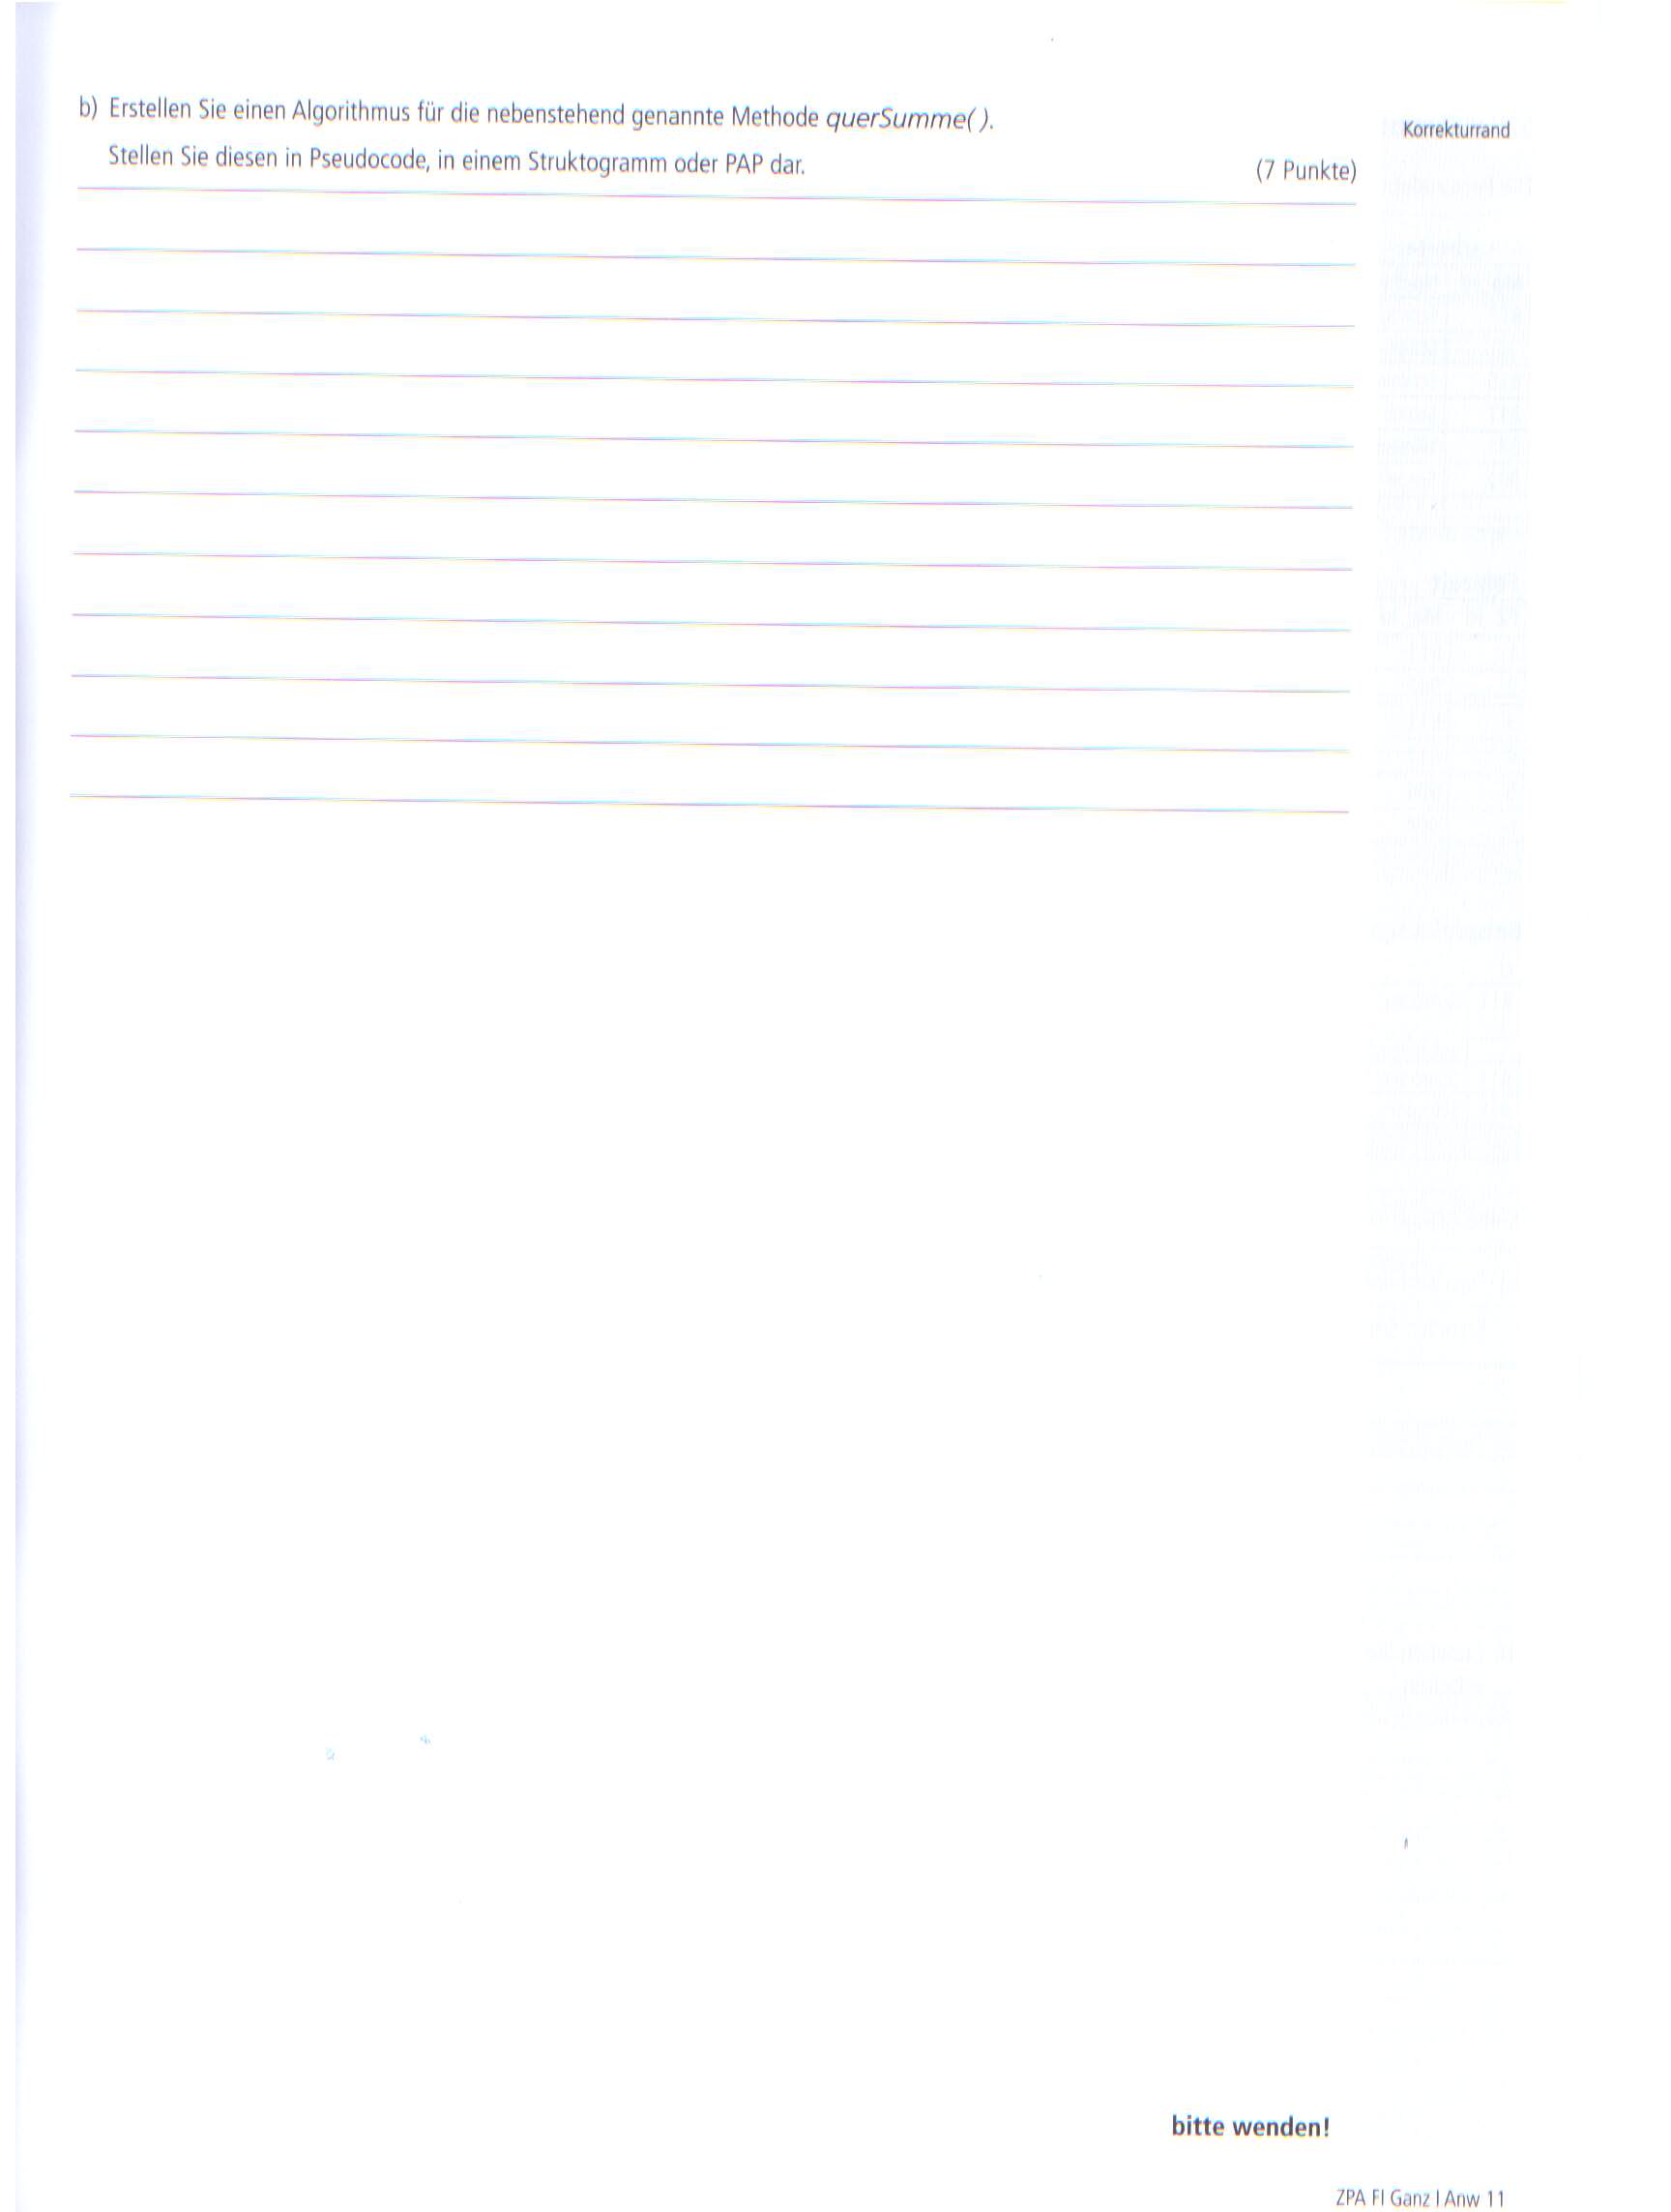 b) Erstellen Sie einen Algorithmus für die nebenstehend genannte Methode querSumme( ).
Korrekturrand
Stellen Sie diesen in Pseudocode, in einem Struktogramm oder PAP dar.
(7 Punkte)
bitte wenden!
ZPA FI Ganz I Anw 11